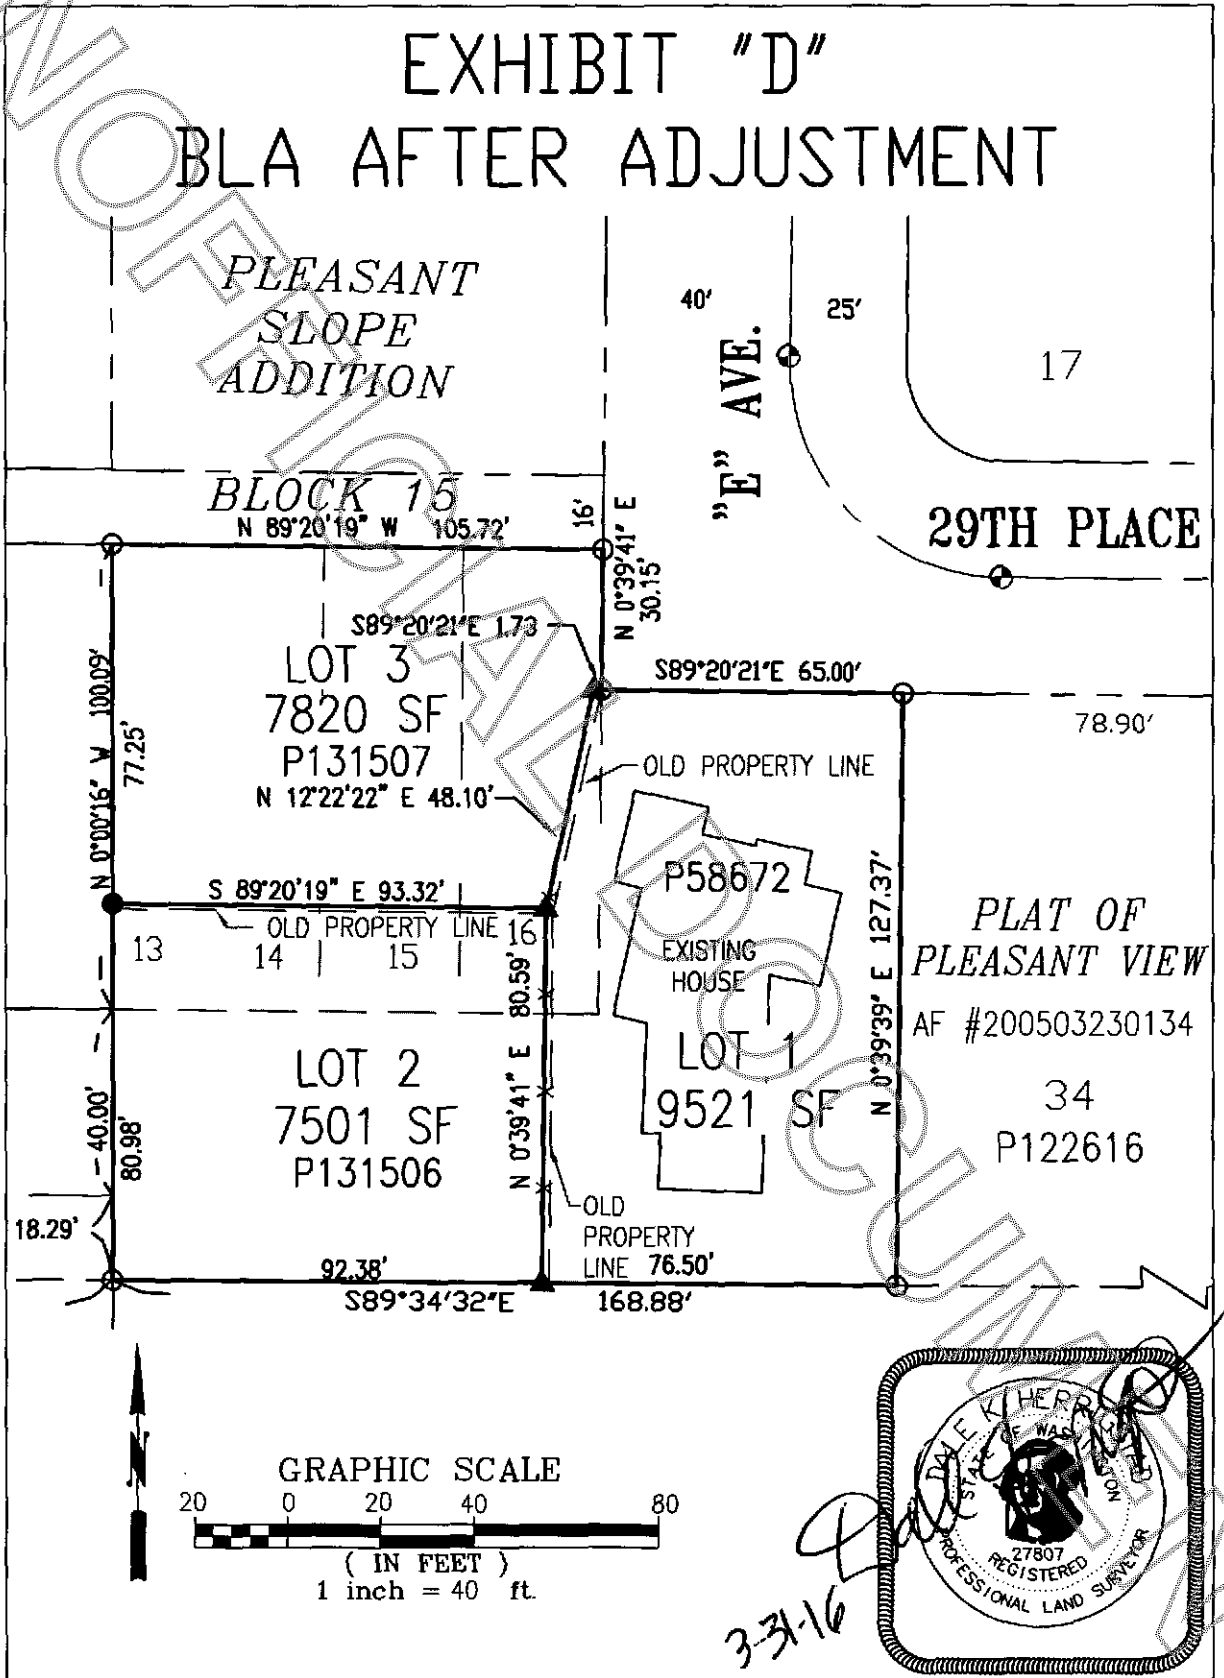 EXHIBIT "D"
BLA AFTER ADJUSTMENT
PLEASANT
SLOPE
ADDITION
40'
25'
"E" AVE.
17
BLOCK 15
N 89°20'19" W 105.72'
16'
N 0°39'41" E
30.15'
29TH PLACE
S89°20'21"E 1.73
LOT 3
7820 SF
P131507
N 12°22'22" E 48.10'
N 0°00'16" W 100.09'
77.25'
S89°20'21"E 65.00'
78.90'
OLD PROPERTY LINE
P58672
EXISTING
HOUSE
LOT 1
9521 SF
N 0°39'39" E 127.37'
PLAT OF
PLEASANT VIEW
AF #200503230134
34
P122616
S 89°20'19" E 93.32'
OLD PROPERTY LINE
13
14
15
16
N 0°39'41" E 80.59'
LOT 2
7501 SF
P131506
40.00'
80.98'
18.29'
OLD
PROPERTY
LINE 76.50'
92.38'
S89°34'32"E 168.88'
N
GRAPHIC SCALE
20 0 20 40 80
( IN FEET )
1 inch = 40 ft.
DALE K. HERRIGSTAD
STATE OF WASHINGTON
27807
REGISTERED
PROFESSIONAL LAND SURVEYOR
3-31-16
UNOFFICIAL DOCUMENT